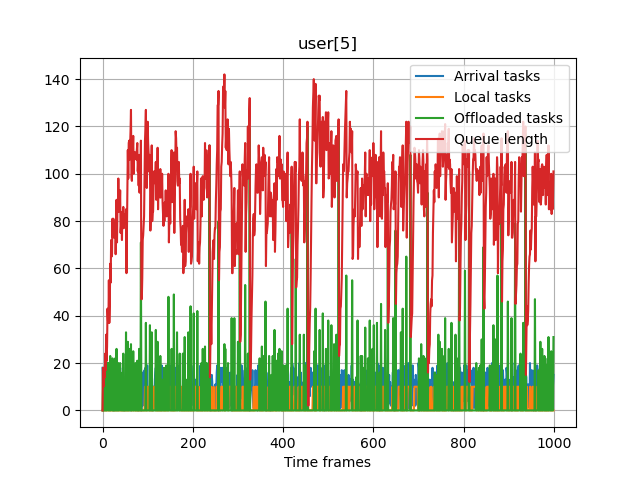 user[5]
Arrival tasks
Local tasks
Offloaded tasks
Queue length
140
120
100
80
60
40
20
0
0 200 400 600 800 1000
Time frames